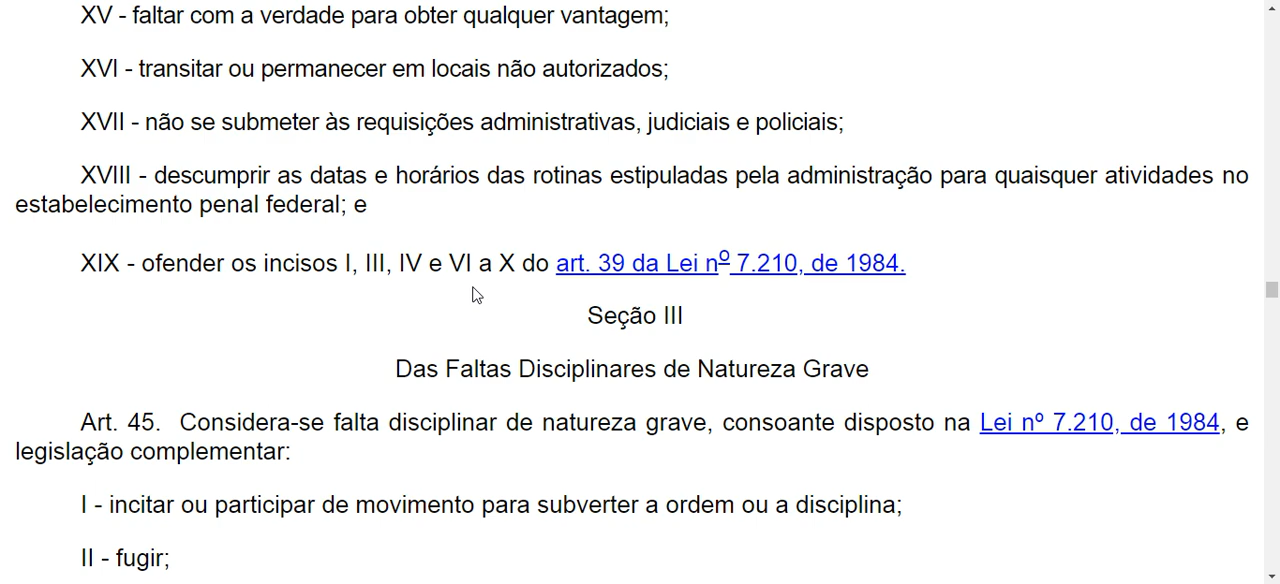 XV - faltar com a verdade para obter qualquer vantagem;
XVI - transitar ou permanecer em locais não autorizados;
XVII - não se submeter às requisições administrativas, judiciais e policiais;
XVIII - descumprir as datas e horários das rotinas estipuladas pela administração para quaisquer atividades no
estabelecimento penal federal; e
XIX - ofender os incisos I, III, IV e VI a X do art. 39 da Lei nº 7.210, de 1984.
Seção III
Das Faltas Disciplinares de Natureza Grave
Art. 45. Considera-se falta disciplinar de natureza grave, consoante disposto na Lei nº 7.210, de 1984, e
legislação complementar:
I - incitar ou participar de movimento para subverter a ordem ou a disciplina;
II - fugir;